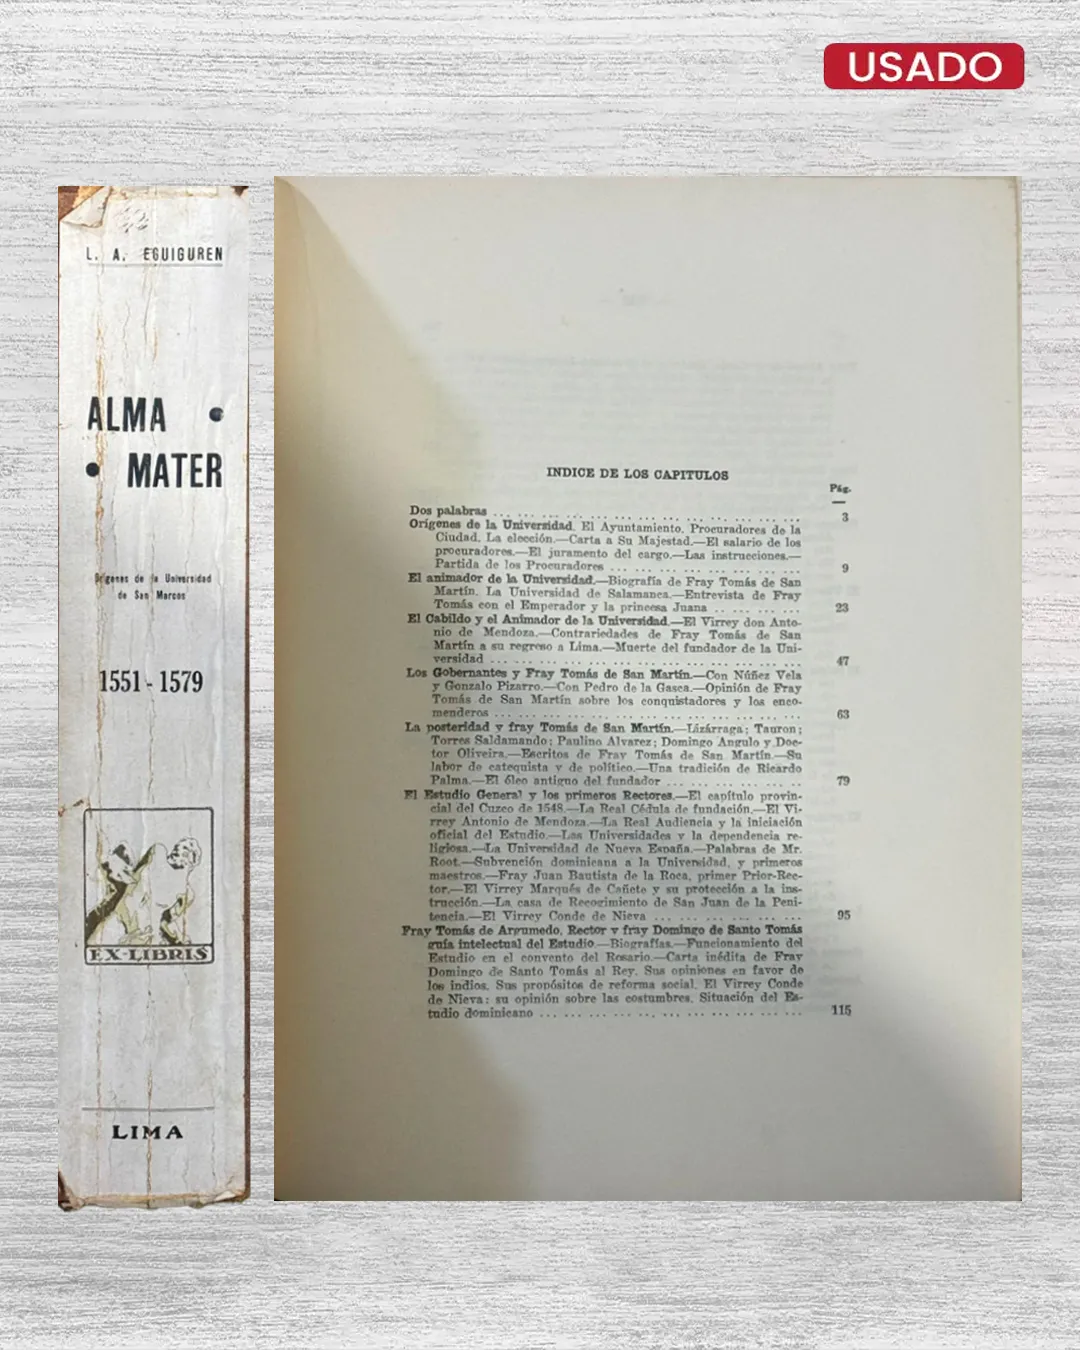 USADO
L. A. EGUIGUREN
ALMA •
• MATER
Orígenes de la Universidad
de San Marcos
1551 - 1579
EX-LIBRIS
LIMA
INDICE DE LOS CAPITULOS
Pág.
Dos palabras ... 3
Orígenes de la Universidad. El Ayuntamiento. Procuradores de la
Ciudad. La elección.—Carta a Su Majestad.—El salario de los
procuradores.—El juramento del cargo.—Las instrucciones.—
Partida de los Procuradores ... 9
El animador de la Universidad.—Biografía de Fray Tomás de San
Martín. La Universidad de Salamanca.—Entrevista de Fray
Tomás con el Emperador y la princesa Juana ... 23
El Cabildo y el Animador de la Universidad.—El Virrey don Anto-
nio de Mendoza.—Contrariedades de Fray Tomás de San
Martín a su regreso a Lima.—Muerte del fundador de la Uni-
versidad ... 47
Los Gobernantes y Fray Tomás de San Martín.—Con Núñez Vela
y Gonzalo Pizarro.—Con Pedro de la Gasca.—Opinión de Fray
Tomás de San Martín sobre los conquistadores y los enco-
menderos ... 63
La posteridad y fray Tomás de San Martín.—Lizárraga; Tauron;
Torres Saldamando; Paulino Alvarez; Domingo Angulo y Doc-
tor Oliveira.—Escritos de Fray Tomás de San Martín.—Su
labor de catequista y de político.—Una tradición de Ricardo
Palma.—El óleo antiguo del fundador ... 79
El Estudio General y los primeros Rectores.—El capítulo provin-
cial del Cuzco de 1548.—La Real Cédula de fundación.—El Vi-
rrey Antonio de Mendoza.—La Real Audiencia y la iniciación
oficial del Estudio.—Las Universidades y la dependencia re-
ligiosa.—La Universidad de Nueva España.—Palabras de Mr.
Root.—Subvención dominicana a la Universidad, y primeros
maestros.—Fray Juan Bautista de la Roca, primer Prior-Rec-
tor.—El Virrey Marqués de Cañete y su protección a la ins-
trucción.—La casa de Recogimiento de San Juan de la Peni-
tencia.—El Virrey Conde de Nieva ... 95
Fray Tomás de Argumedo, Rector y fray Domingo de Santo Tomás
guía intelectual del Estudio.—Biografías.—Funcionamiento del
Estudio en el convento del Rosario.—Carta inédita de Fray
Domingo de Santo Tomás al Rey. Sus opiniones en favor de
los indios. Sus propósitos de reforma social. El Virrey Conde
de Nieva: su opinión sobre las costumbres. Situación del Es-
tudio dominicano ... 115